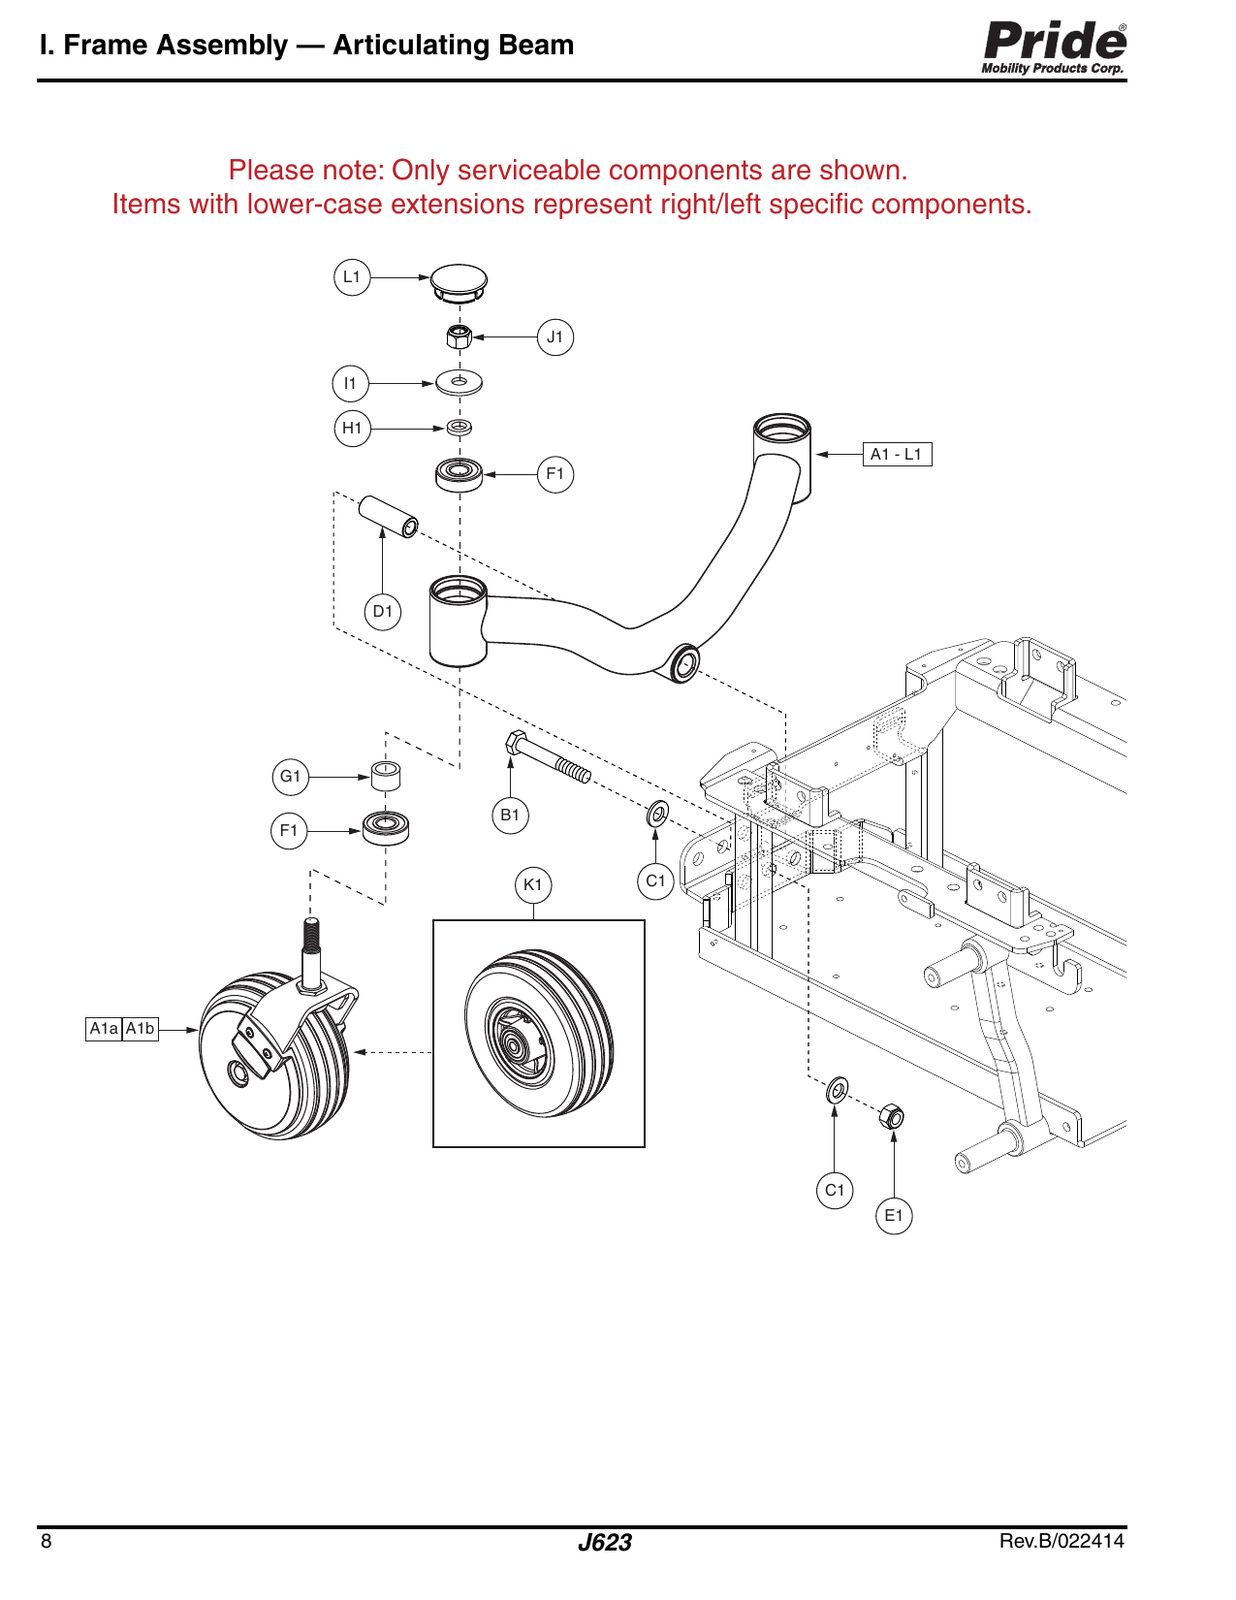 I. Frame Assembly — Articulating Beam
Pride®
Mobility Products Corp.
Please note: Only serviceable components are shown.
Items with lower-case extensions represent right/left specific components.
L1
J1
I1
H1
F1
A1 - L1
D1
G1
F1
B1
C1
K1
A1a A1b
C1
E1
8
J623
Rev.B/022414